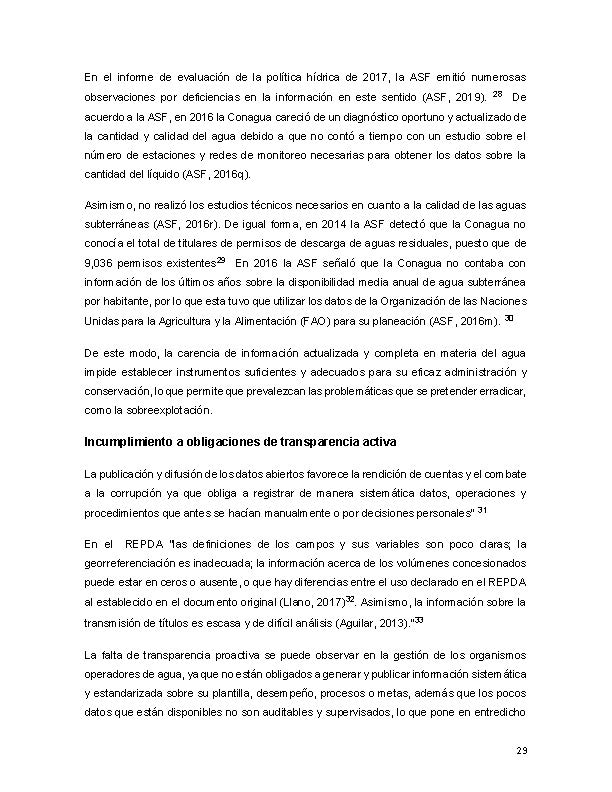 En el informe de evaluación de la política hídrica de 2017, la ASF emitió numerosas
observaciones por deficiencias en la información en este sentido (ASF, 2019). 28 De
acuerdo a la ASF, en 2016 la Conagua careció de un diagnóstico oportuno y actualizado de
la cantidad y calidad del agua debido a que no contó a tiempo con un estudio sobre el
número de estaciones y redes de monitoreo necesarias para obtener los datos sobre la
cantidad del líquido (ASF, 2016q).
Asimismo, no realizó los estudios técnicos necesarios en cuanto a la calidad de las aguas
subterráneas (ASF, 2016r). De igual forma, en 2014 la ASF detectó que la Conagua no
conocía el total de titulares de permisos de descarga de aguas residuales, puesto que de
9,036 permisos existentes29 En 2016 la ASF señaló que la Conagua no contaba con
información de los últimos años sobre la disponibilidad media anual de agua subterránea
por habitante, por lo que esta tuvo que utilizar los datos de la Organización de las Naciones
Unidas para la Agricultura y la Alimentación (FAO) para su planeación (ASF, 2016m). 30
De este modo, la carencia de información actualizada y completa en materia del agua
impide establecer instrumentos suficientes y adecuados para su eficaz administración y
conservación, lo que permite que prevalezcan las problemáticas que se pretender erradicar,
como la sobreexplotación.
Incumplimiento a obligaciones de transparencia activa
La publicación y difusión de los datos abiertos favorece la rendición de cuentas y el combate
a la corrupción ya que obliga a registrar de manera sistemática datos, operaciones y
procedimientos que antes se hacían manualmente o por decisiones personales” 31
En el REPDA “las definiciones de los campos y sus variables son poco claras; la
georreferenciación es inadecuada; la información acerca de los volúmenes concesionados
puede estar en ceros o ausente, o que hay diferencias entre el uso declarado en el REPDA
al establecido en el documento original (Llano, 2017)32. Asimismo, la información sobre la
transmisión de títulos es escasa y de difícil análisis (Aguilar, 2013).”33
La falta de transparencia proactiva se puede observar en la gestión de los organismos
operadores de agua, ya que no están obligados a generar y publicar información sistemática
y estandarizada sobre su plantilla, desempeño, procesos o metas, además que los pocos
datos que están disponibles no son auditables y supervisados, lo que pone en entredicho
29